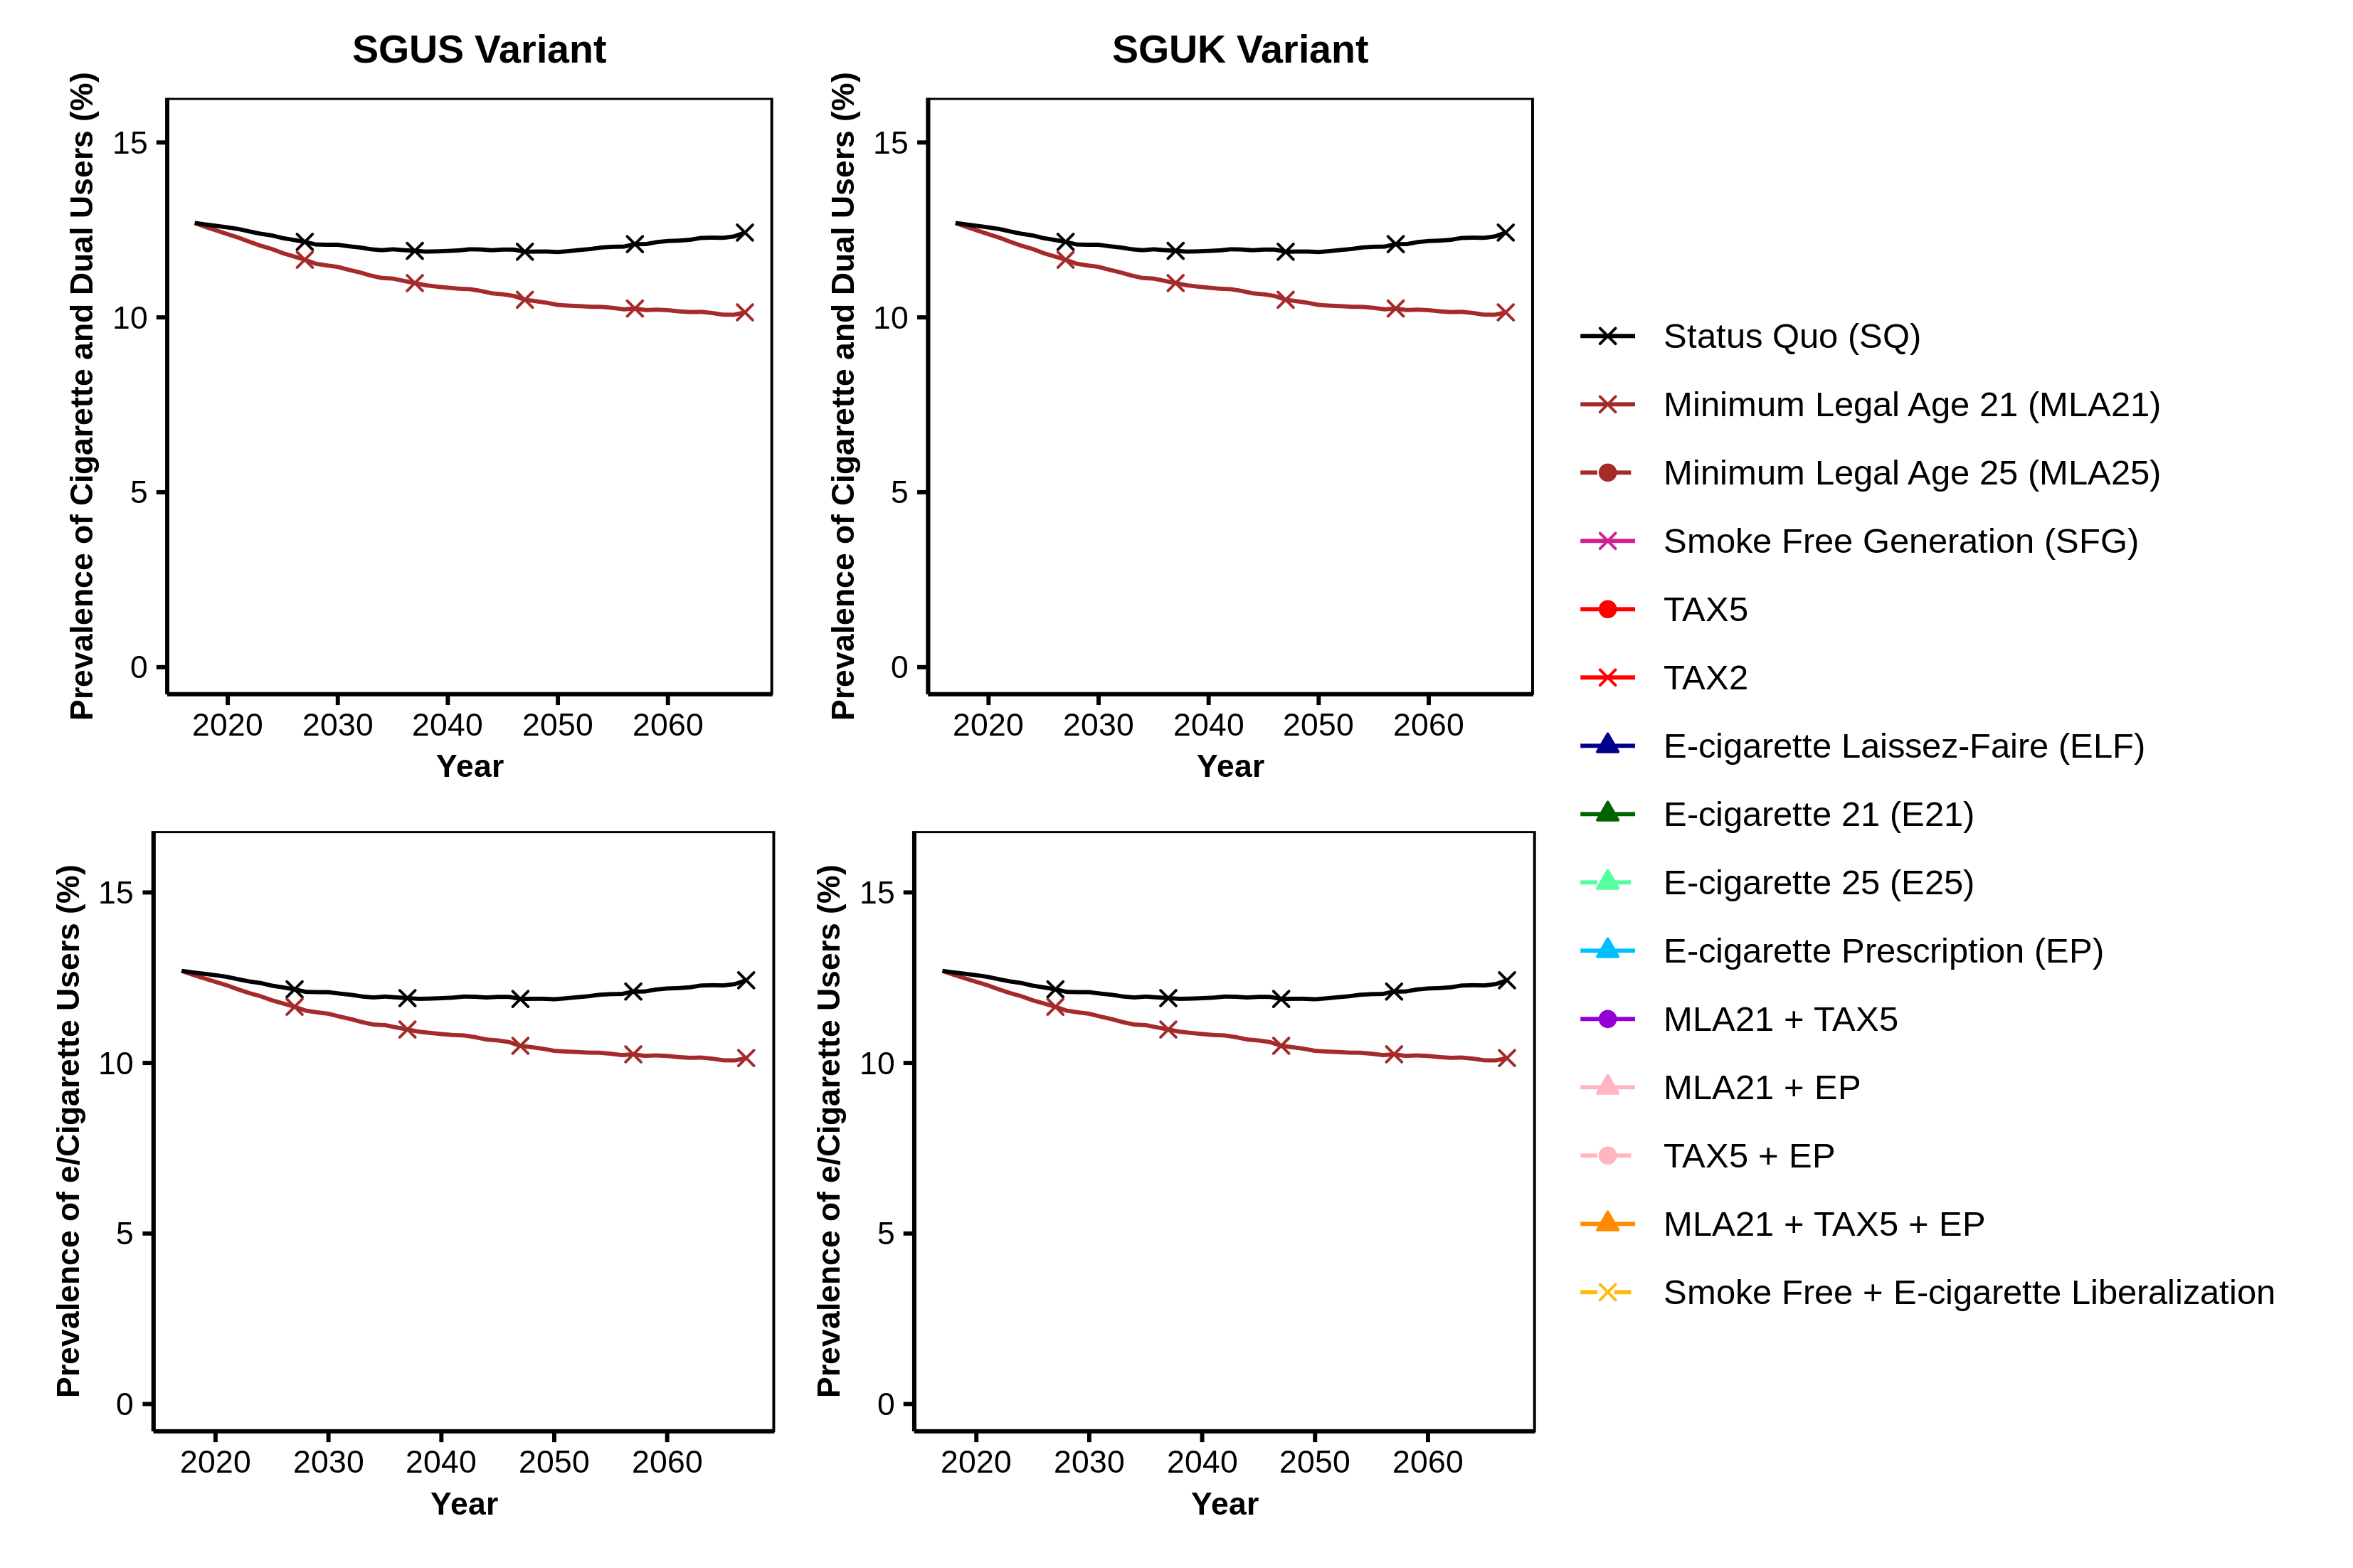 SGUS Variant
SGUK Variant
Prevalence of Cigarette and Dual Users (%)
15
10
5
0
2020 2030 2040 2050 2060
Year
Prevalence of Cigarette and Dual Users (%)
15
10
5
0
2020 2030 2040 2050 2060
Year
Prevalence of e/Cigarette Users (%)
15
10
5
0
2020 2030 2040 2050 2060
Year
Prevalence of e/Cigarette Users (%)
15
10
5
0
2020 2030 2040 2050 2060
Year
Status Quo (SQ)
Minimum Legal Age 21 (MLA21)
Minimum Legal Age 25 (MLA25)
Smoke Free Generation (SFG)
TAX5
TAX2
E-cigarette Laissez-Faire (ELF)
E-cigarette 21 (E21)
E-cigarette 25 (E25)
E-cigarette Prescription (EP)
MLA21 + TAX5
MLA21 + EP
TAX5 + EP
MLA21 + TAX5 + EP
Smoke Free + E-cigarette Liberalization